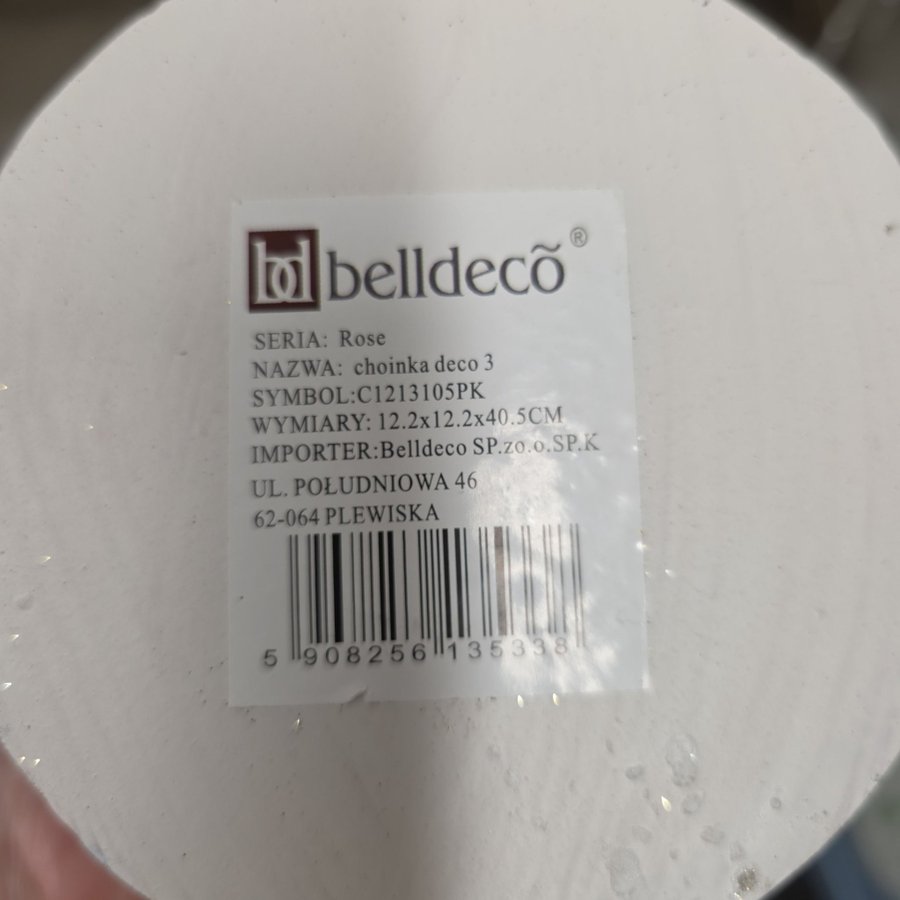 bd belldecõ ®
SERIA: Rose
NAZWA: choinka deco 3
SYMBOL:C1213105PK
WYMIARY: 12.2x12.2x40.5CM
IMPORTER:Belldeco SP.zo.o.SP.K
UL. POŁUDNIOWA 46
62-064 PLEWISKA
5 908256 135338